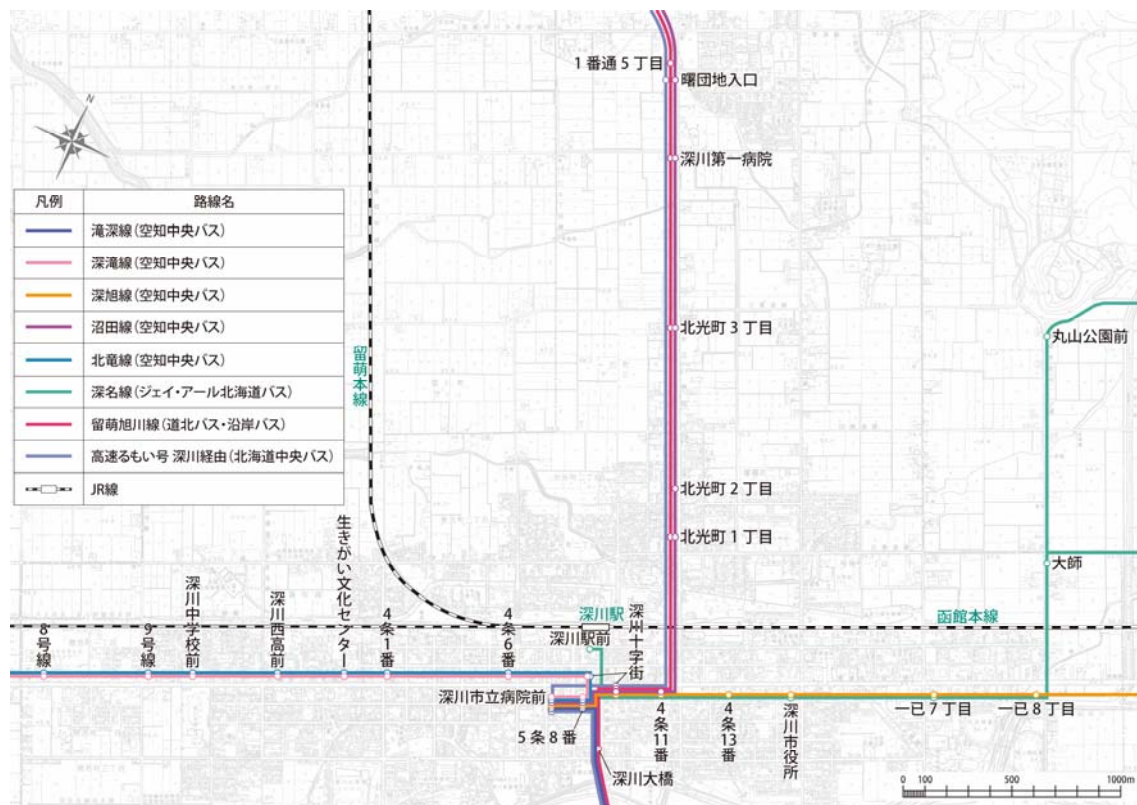 1番通5丁目
曙団地入口
深川第一病院
N
凡例
路線名
滝深線(空知中央バス)
深滝線(空知中央バス)
深旭線(空知中央バス)
沼田線(空知中央バス)
北竜線(空知中央バス)
深名線(ジェイ・アール北海道バス)
留萌旭川線(道北バス・沿岸バス)
高速るもい号 深川経由(北海道中央バス)
JR線
留萌本線
北光町3丁目
丸山公園前
北光町2丁目
北光町1丁目
大師
8号線
9号線
深川中学校前
深川西高前
生きがい文化センター
4条1番
4条6番
深川駅
深川駅前
深川十字街
函館本線
深川市立病院前
5条8番
4条11番
4条13番
深川市役所
一已7丁目
一已8丁目
深川大橋
0 100 500 1000m